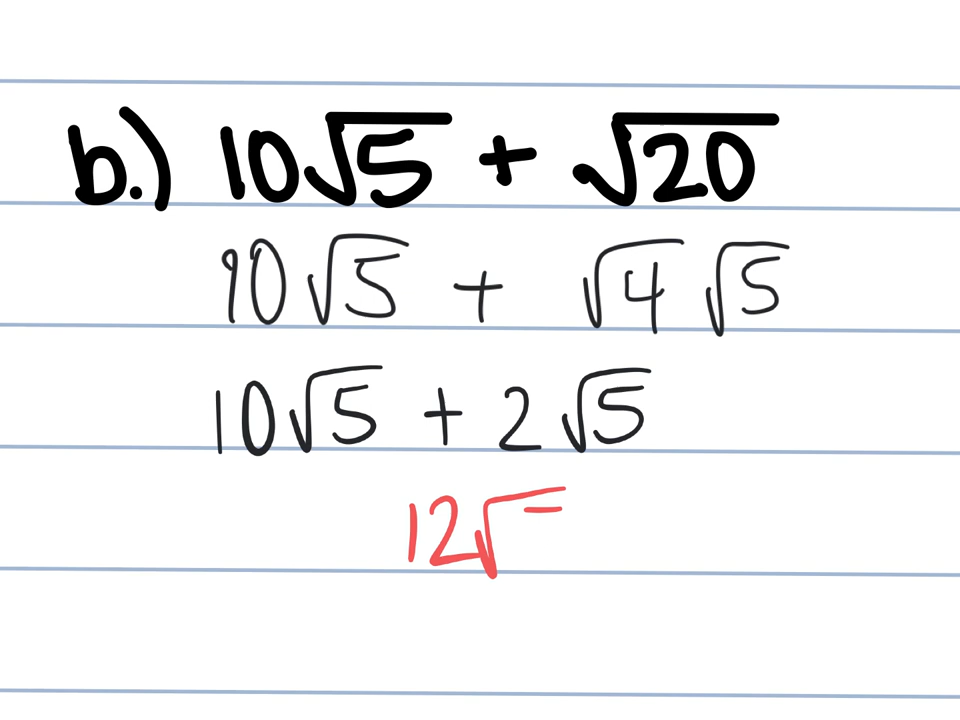 b.) 10√5 + √20
10√5 + √4 √5
10√5 + 2√5
12√